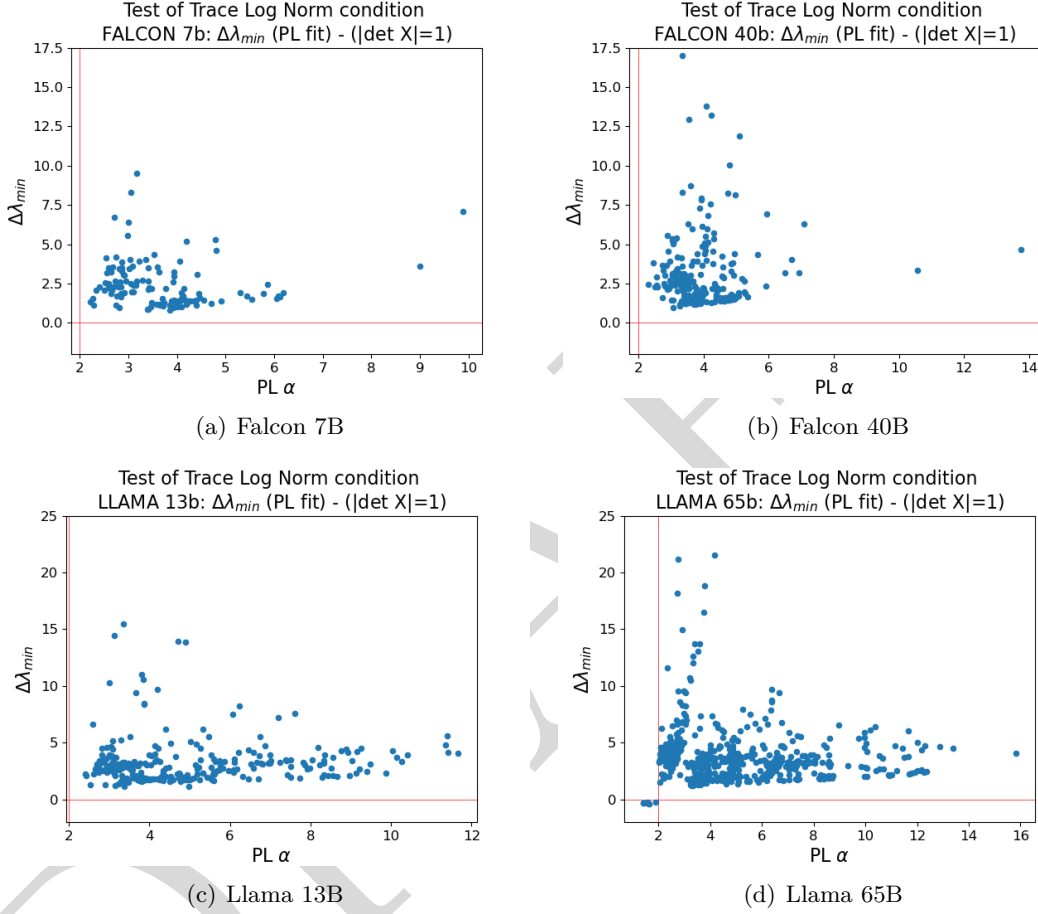 Test of Trace Log Norm condition
FALCON 7b: Δλmin (PL fit) - (|det X|=1)
17.5
15.0
12.5
10.0
7.5
5.0
2.5
0.0
Δλmin
2 3 4 5 6 7 8 9 10
PL α
(a) Falcon 7B
Test of Trace Log Norm condition
FALCON 40b: Δλmin (PL fit) - (|det X|=1)
17.5
15.0
12.5
10.0
7.5
5.0
2.5
0.0
Δλmin
2 4 6 8 10 12 14
PL α
(b) Falcon 40B
Test of Trace Log Norm condition
LLAMA 13b: Δλmin (PL fit) - (|det X|=1)
25
20
15
10
5
0
Δλmin
2 4 6 8 10 12
PL α
(c) Llama 13B
Test of Trace Log Norm condition
LLAMA 65b: Δλmin (PL fit) - (|det X|=1)
25
20
15
10
5
0
Δλmin
2 4 6 8 10 12 14 16
PL α
(d) Llama 65B